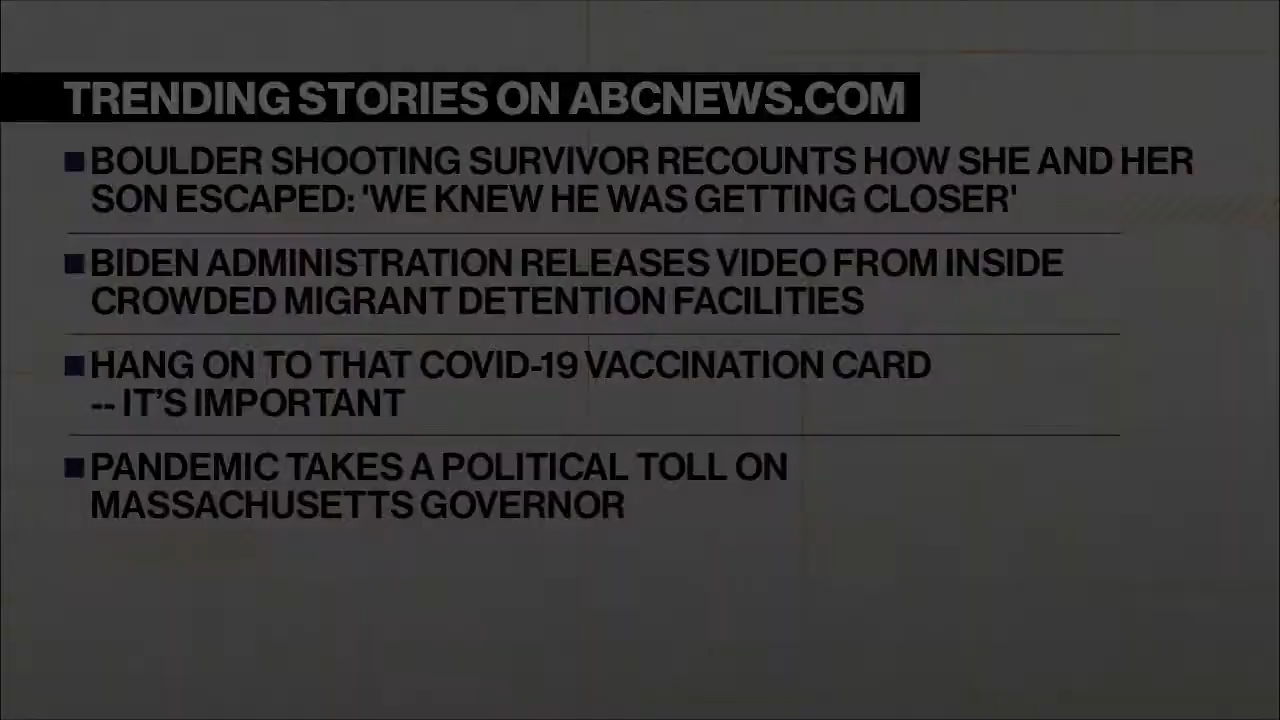 TRENDING STORIES ON ABCNEWS.COM
BOULDER SHOOTING SURVIVOR RECOUNTS HOW SHE AND HER
SON ESCAPED: 'WE KNEW HE WAS GETTING CLOSER'
BIDEN ADMINISTRATION RELEASES VIDEO FROM INSIDE
CROWDED MIGRANT DETENTION FACILITIES
HANG ON TO THAT COVID-19 VACCINATION CARD
-- IT’S IMPORTANT
PANDEMIC TAKES A POLITICAL TOLL ON
MASSACHUSETTS GOVERNOR